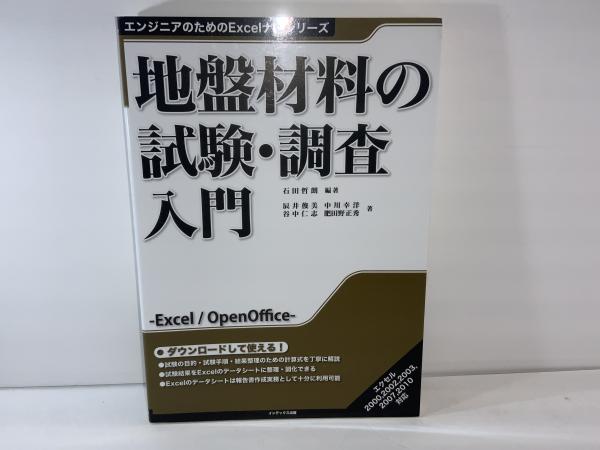 エンジニアのためのExcelナビシリーズ
地盤材料の
試験・調査
入門
石田哲朗 編著
辰井俊美 中川幸洋
谷中仁志 肥田野正秀 著
-Excel / OpenOffice-
●ダウンロードして使える!
●試験の目的・試験手順・結果整理のための計算式を丁寧に解説
●試験結果をExcelのデータシートに整理・図化できる
●Excelのデータシートは報告書作成実務として十分に利用可能
エクセル
2000,2002,2003,
2007,2010
対応
インデックス出版